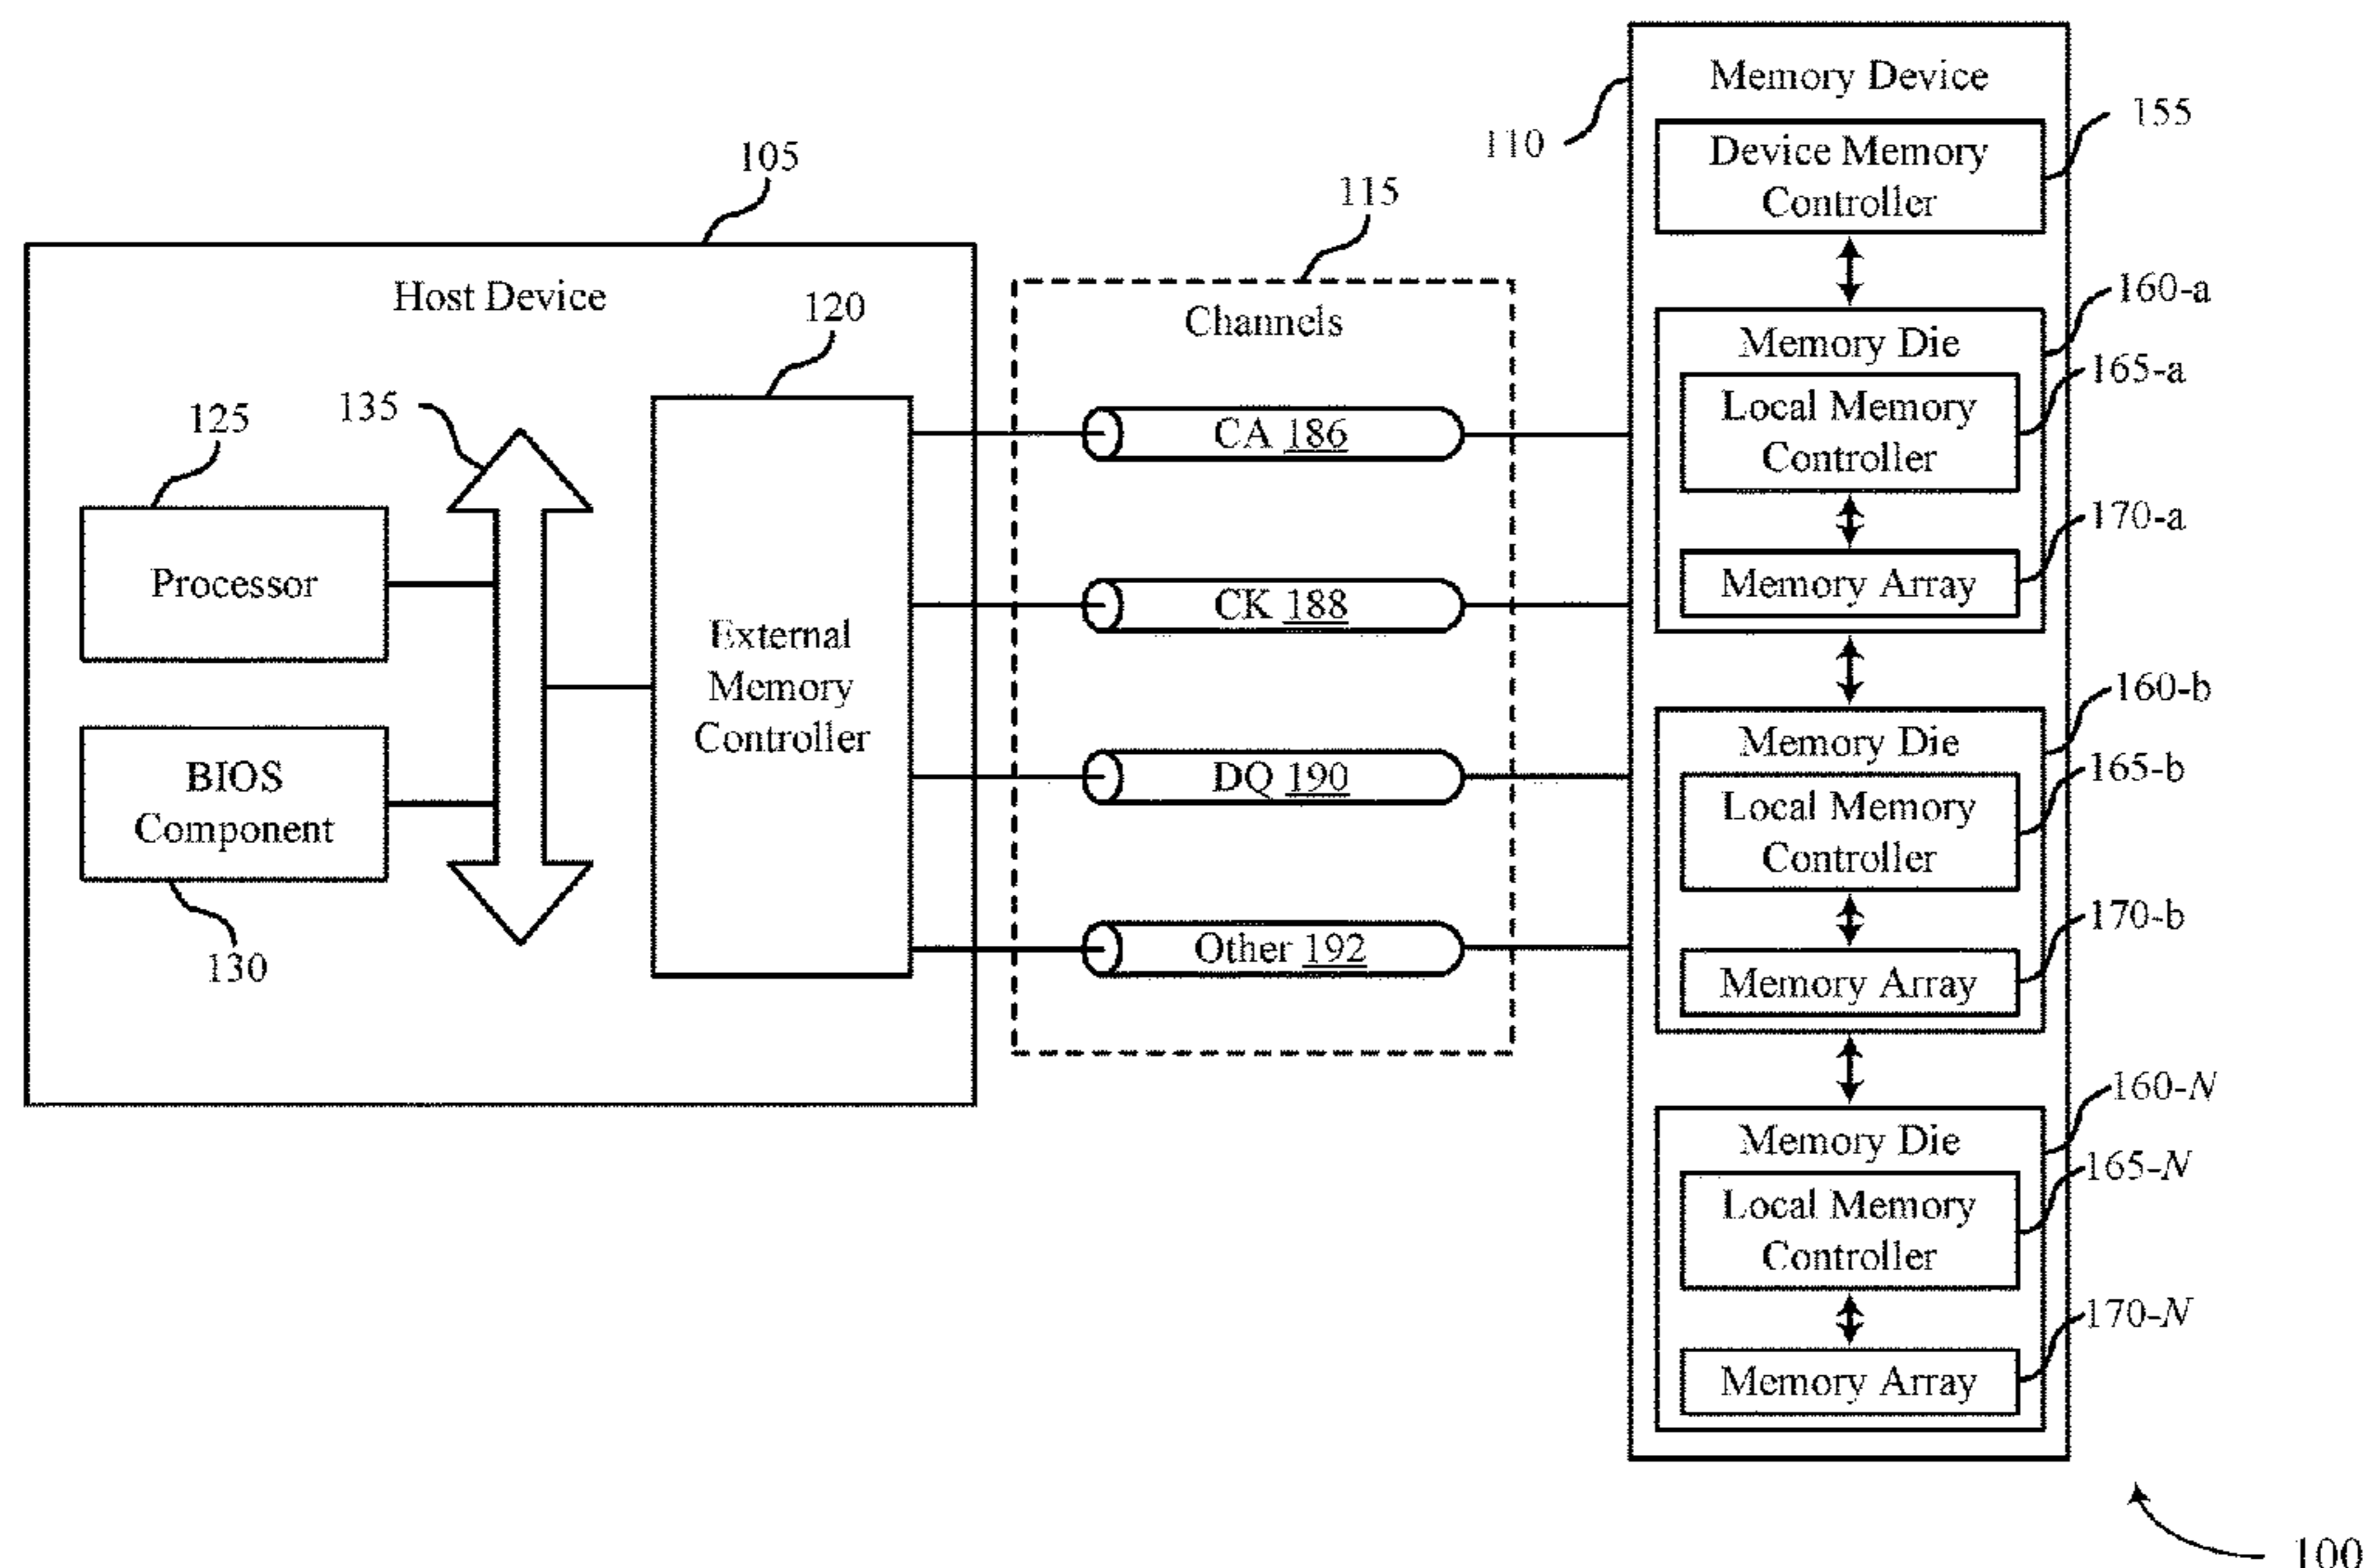 105
Host Device
120
125
135
Processor
External
Memory
Controller
BIOS
Component
130
115
Channels
CA 186
CK 188
DQ 190
Other 192
110
Memory Device
155
Device Memory
Controller
160-a
Memory Die
165-a
Local Memory
Controller
170-a
Memory Array
160-b
Memory Die
165-b
Local Memory
Controller
170-b
Memory Array
160-N
Memory Die
165-N
Local Memory
Controller
170-N
Memory Array
100